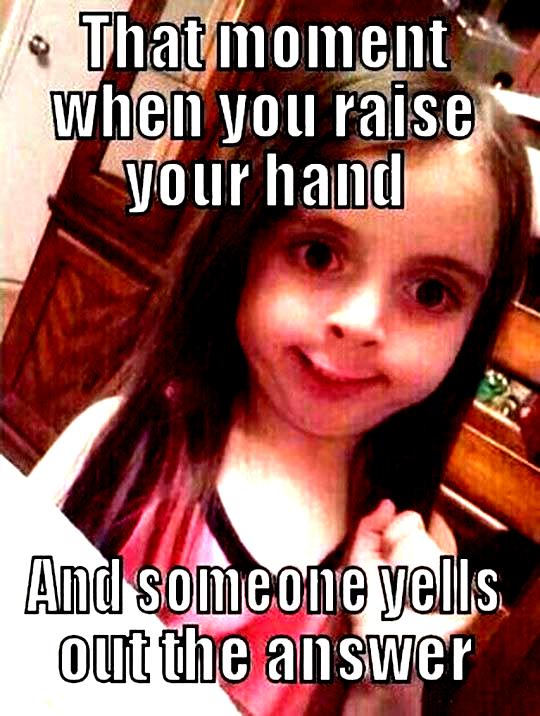 That moment
when you raise
your hand
And someone yells
out the answer